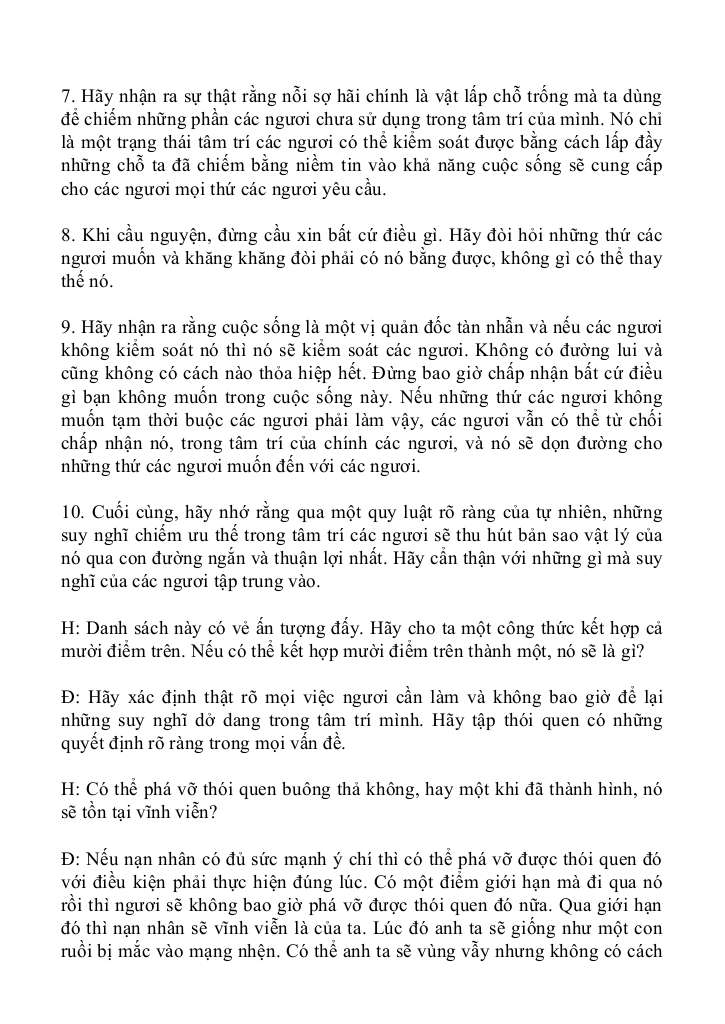 7. Hãy nhận ra sự thật rằng nỗi sợ hãi chính là vật lấp chỗ trống mà ta dùng
để chiếm những phần các ngươi chưa sử dụng trong tâm trí của mình. Nó chỉ
là một trạng thái tâm trí các ngươi có thể kiểm soát được bằng cách lấp đầy
những chỗ ta đã chiếm bằng niềm tin vào khả năng cuộc sống sẽ cung cấp
cho các ngươi mọi thứ các ngươi yêu cầu.
8. Khi cầu nguyện, đừng cầu xin bất cứ điều gì. Hãy đòi hỏi những thứ các
ngươi muốn và khăng khăng đòi phải có nó bằng được, không gì có thể thay
thế nó.
9. Hãy nhận ra rằng cuộc sống là một vị quản đốc tàn nhẫn và nếu các ngươi
không kiểm soát nó thì nó sẽ kiểm soát các ngươi. Không có đường lui và
cũng không có cách nào thỏa hiệp hết. Đừng bao giờ chấp nhận bất cứ điều
gì bạn không muốn trong cuộc sống này. Nếu những thứ các ngươi không
muốn tạm thời buộc các ngươi phải làm vậy, các ngươi vẫn có thể từ chối
chấp nhận nó, trong tâm trí của chính các ngươi, và nó sẽ dọn đường cho
những thứ các ngươi muốn đến với các ngươi.
10. Cuối cùng, hãy nhớ rằng qua một quy luật rõ ràng của tự nhiên, những
suy nghĩ chiếm ưu thế trong tâm trí các ngươi sẽ thu hút bản sao vật lý của
nó qua con đường ngắn và thuận lợi nhất. Hãy cẩn thận với những gì mà suy
nghĩ của các ngươi tập trung vào.
H: Danh sách này có vẻ ấn tượng đấy. Hãy cho ta một công thức kết hợp cả
mười điểm trên. Nếu có thể kết hợp mười điểm trên thành một, nó sẽ là gì?
Đ: Hãy xác định thật rõ mọi việc ngươi cần làm và không bao giờ để lại
những suy nghĩ dở dang trong tâm trí mình. Hãy tập thói quen có những
quyết định rõ ràng trong mọi vấn đề.
H: Có thể phá vỡ thói quen buông thả không, hay một khi đã thành hình, nó
sẽ tồn tại vĩnh viễn?
Đ: Nếu nạn nhân có đủ sức mạnh ý chí thì có thể phá vỡ được thói quen đó
với điều kiện phải thực hiện đúng lúc. Có một điểm giới hạn mà đi qua nó
rồi thì ngươi sẽ không bao giờ phá vỡ được thói quen đó nữa. Qua giới hạn
đó thì nạn nhân sẽ vĩnh viễn là của ta. Lúc đó anh ta sẽ giống như một con
ruồi bị mắc vào mạng nhện. Có thể anh ta sẽ vùng vẫy nhưng không có cách